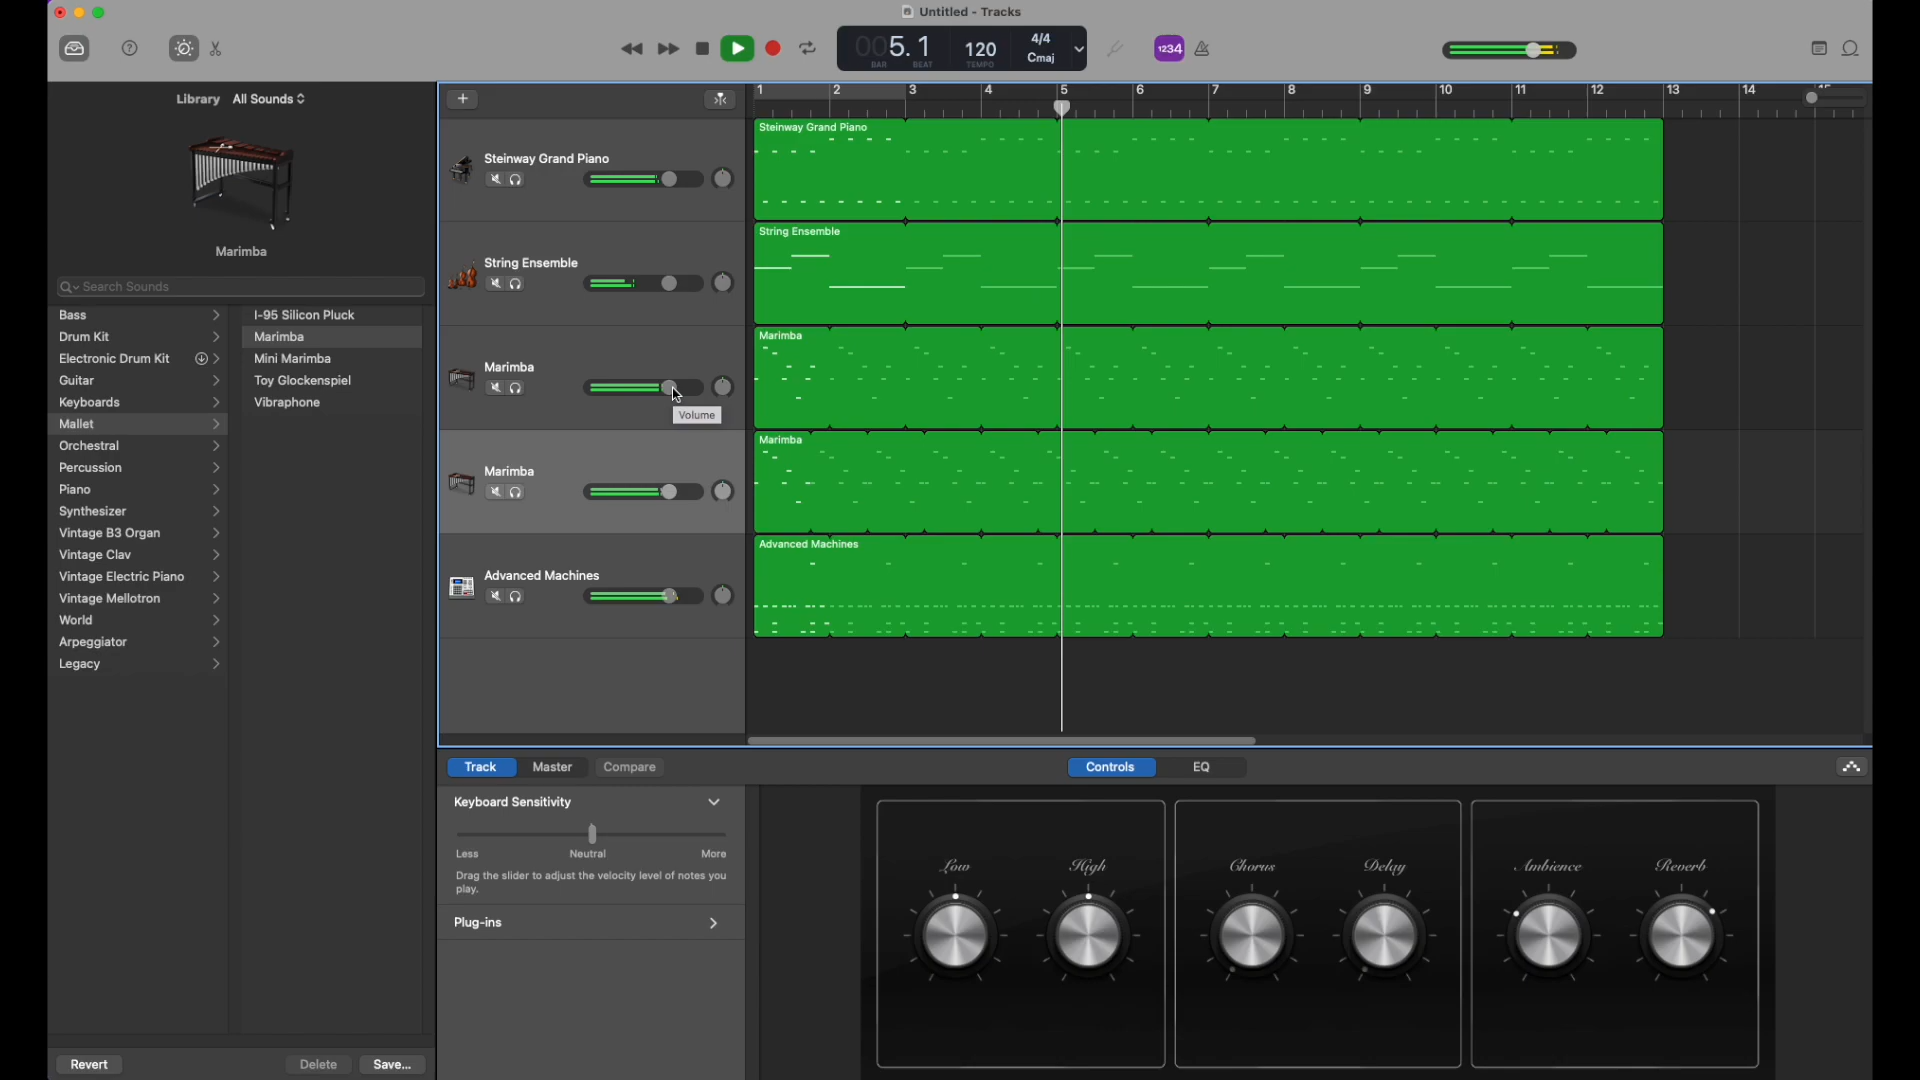 Untitled - Tracks
005. 1
BAR BEAT
120
TEMPO
4/4
Cmaj
1234
Library All Sounds
Marimba
Search Sounds
Bass
Drum Kit
Electronic Drum Kit
Guitar
Keyboards
Mallet
Orchestral
Percussion
Piano
Synthesizer
Vintage B3 Organ
Vintage Clav
Vintage Electric Piano
Vintage Mellotron
World
Arpeggiator
Legacy
I-95 Silicon Pluck
Marimba
Mini Marimba
Toy Glockenspiel
Vibraphone
Revert
Delete
Save...
1 2 3 4 5 6 7 8 9 10 11 12 13 14
Steinway Grand Piano
String Ensemble
Marimba
Volume
Marimba
Advanced Machines
Steinway Grand Piano
String Ensemble
Marimba
Marimba
Advanced Machines
Track Master Compare
Controls EQ
Keyboard Sensitivity
Less Neutral More
Drag the slider to adjust the velocity level of notes you
play.
Plug-ins
Low High Chorus Delay Ambience Reverb